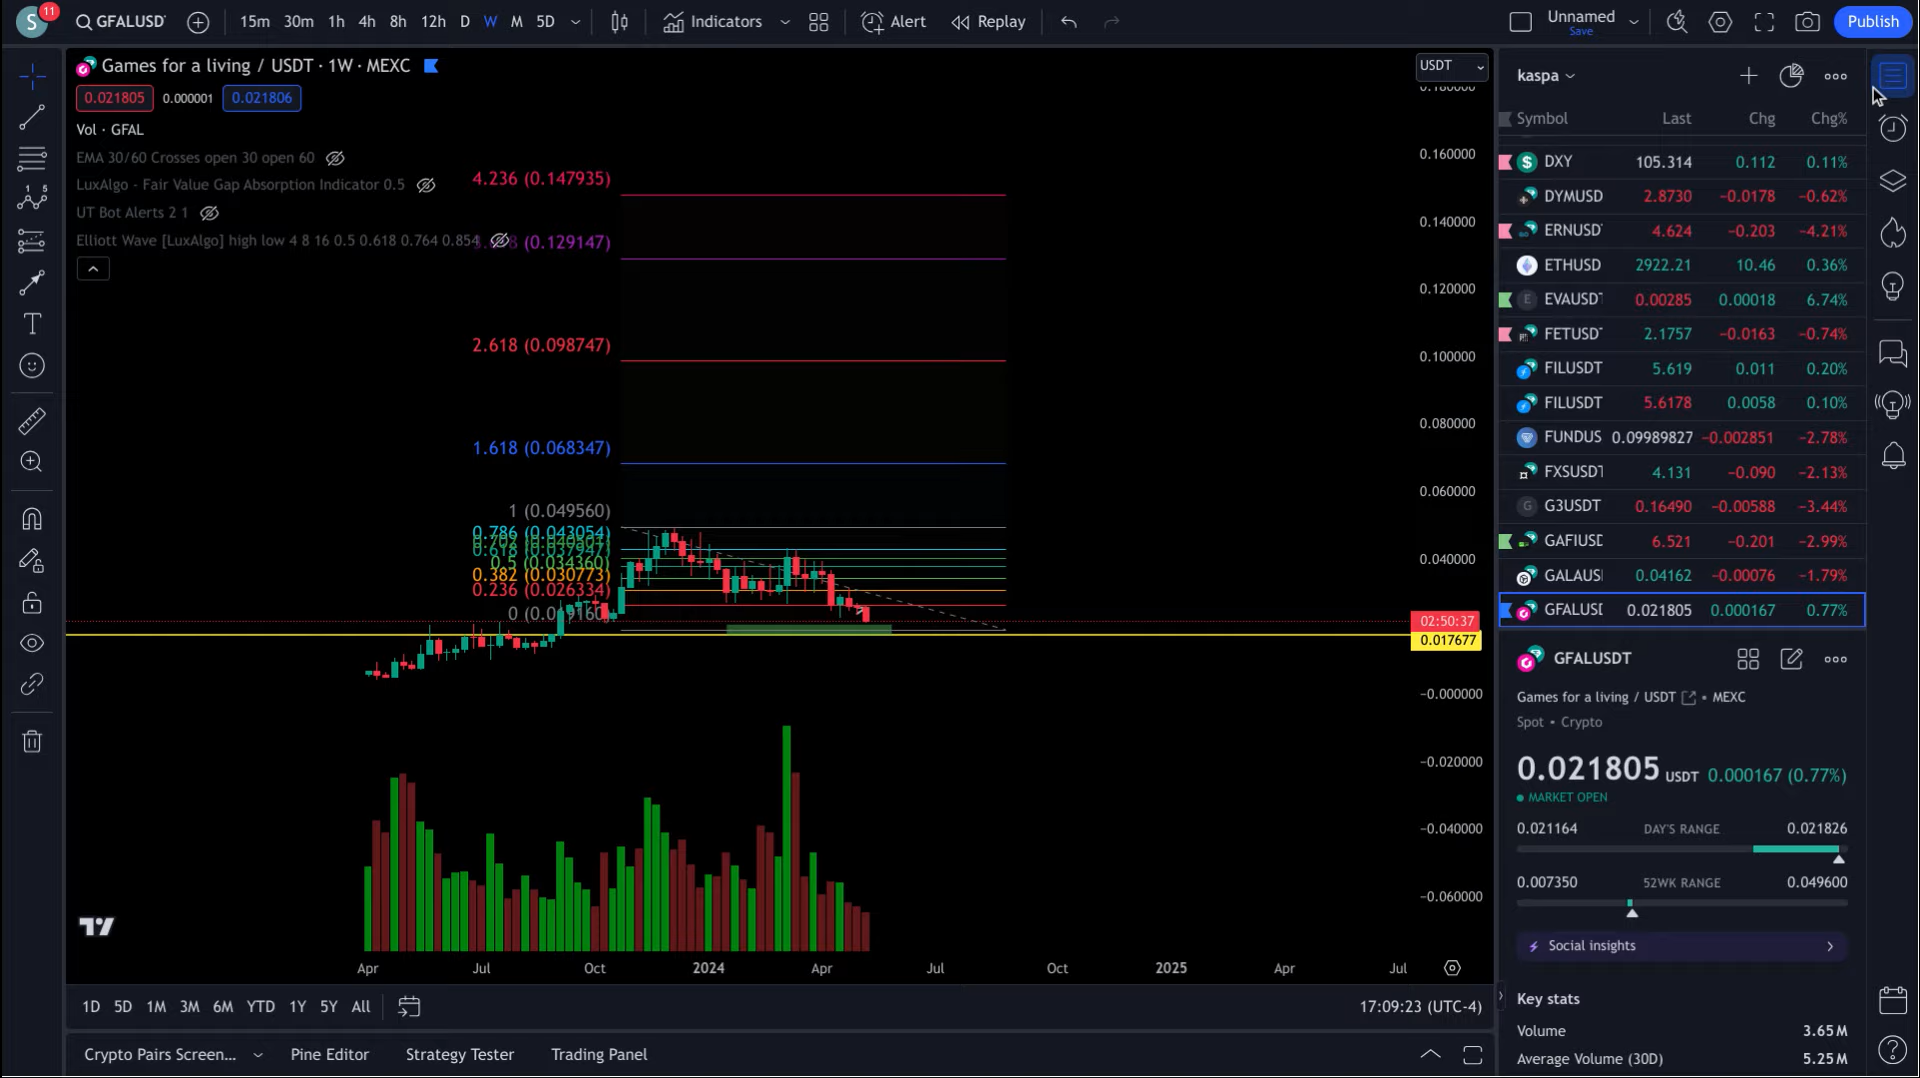 S
11
GFALUSD
15m 30m 1h 4h 8h 12h D W M 5D
Indicators
Alert
Replay
Unnamed
Save
Publish
Games for a living / USDT · 1W · MEXC
0.021805 0.000001 0.021806
Vol · GFAL
EMA 30/60 Crosses open 30 open 60
LuxAlgo - Fair Value Gap Absorption Indicator 0.5
UT Bot Alerts 2 1
Elliott Wave [LuxAlgo] high low 4 8 16 0.5 0.618 0.764 0.854
4.236 (0.147935)
(0.129147)
2.618 (0.098747)
1.618 (0.068347)
1 (0.049560)
0.786 (0.043054)
0.618 (0.037947)
0.5 (0.034360)
0.382 (0.030773)
0.236 (0.026334)
USDT
0.180000
0.160000
0.140000
0.120000
0.100000
0.080000
0.060000
0.040000
02:50:37
0.017677
−0.000000
−0.020000
−0.040000
−0.060000
Apr Jul Oct 2024 Apr Jul Oct 2025 Apr Jul
1D 5D 1M 3M 6M YTD 1Y 5Y All
17:09:23 (UTC-4)
Crypto Pairs Screen...
Pine Editor
Strategy Tester
Trading Panel
kaspa
Symbol Last Chg Chg%
DXY 105.314 0.112 0.11%
DYMUSD 2.8730 −0.0178 −0.62%
ERNUSD 4.624 −0.203 −4.21%
ETHUSD 2922.21 10.46 0.36%
E EVAUSDT 0.00285 0.00018 6.74%
FETUSD 2.1757 −0.0163 −0.74%
FILUSDT 5.619 0.011 0.20%
FILUSDT 5.6178 0.0058 0.10%
FUNDUS 0.09989827 −0.002851 −2.78%
FXSUSDT 4.131 −0.090 −2.13%
G G3USDT 0.16490 −0.00588 −3.44%
GAFIUSD 6.521 −0.201 −2.99%
GALAUS 0.04162 −0.00076 −1.79%
GFALUSD 0.021805 0.000167 0.77%
GFALUSDT
Games for a living / USDT • MEXC
Spot • Crypto
0.021805 USDT 0.000167 (0.77%)
MARKET OPEN
0.021164 DAY'S RANGE 0.021826
0.007350 52WK RANGE 0.049600
Social insights
Key stats
Volume 3.65M
Average Volume (30D) 5.25M